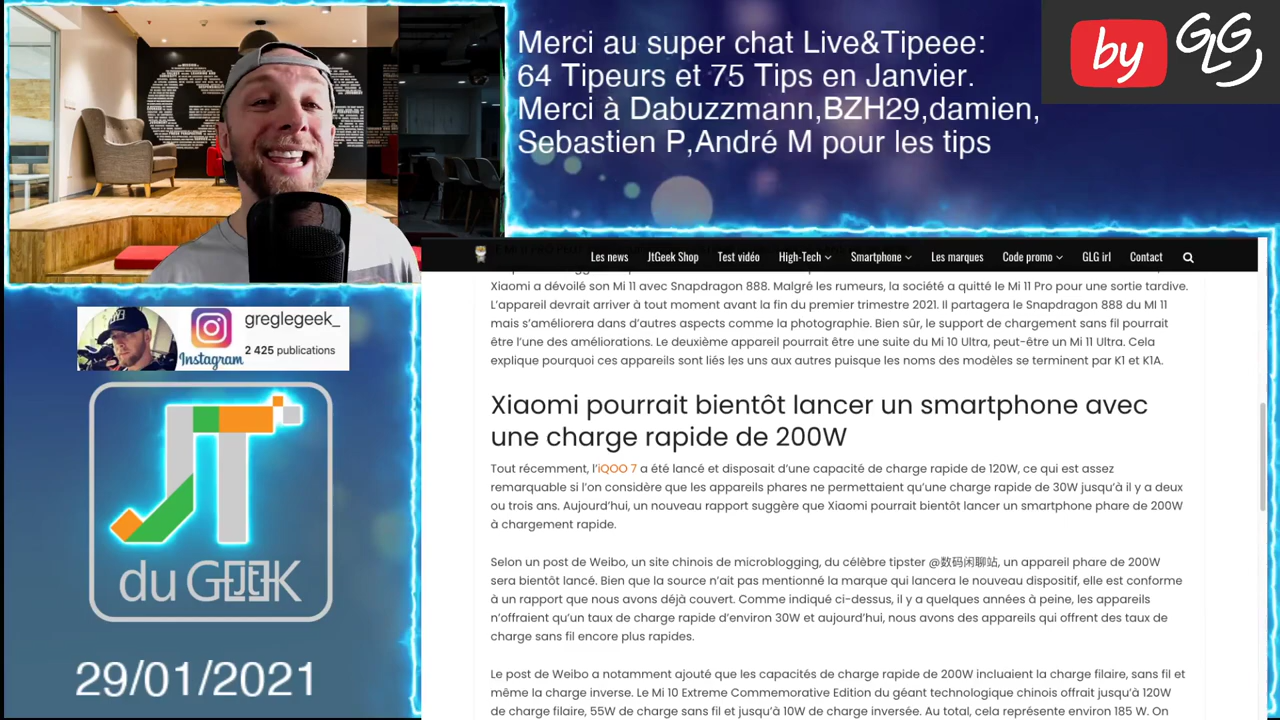 Merci au super chat Live&Tipeee:
64 Tipeurs et 75 Tips en Janvier.
Merci à Dabuzzmann BZH29,damien,
Sebastien P,Andre M pour les tips
by GLG
Les news JtGeek Shop Test vidéo High-Tech Smartphone Les marques Code promo GLG irl Contact
Xiaomi a dévoilé son Mi 11 avec Snapdragon 888. Malgré les rumeurs, la société a quitté le Mi 11 Pro pour une sortie tardive.
L’appareil devrait arriver à tout moment avant la fin du premier trimestre 2021. Il partagera le Snapdragon 888 du MI 11
mais s’améliorera dans d’autres aspects comme la photographie. Bien sûr, le support de chargement sans fil pourrait
être l’une des améliorations. Le deuxième appareil pourrait être une suite du Mi 10 Ultra, peut-être un Mi 11 Ultra. Cela
explique pourquoi ces appareils sont liés les uns aux autres puisque les noms des modèles se terminent par K1 et K1A.
Xiaomi pourrait bientôt lancer un smartphone avec
une charge rapide de 200W
Tout récemment, l’iQOO 7 a été lancé et disposait d’une capacité de charge rapide de 120W, ce qui est assez
remarquable si l’on considère que les appareils phares ne permettaient qu’une charge rapide de 30W jusqu’à il y a deux
ou trois ans. Aujourd’hui, un nouveau rapport suggère que Xiaomi pourrait bientôt lancer un smartphone phare de 200W
à chargement rapide.
Selon un post de Weibo, un site chinois de microblogging, du célèbre tipster @数码闲聊站, un appareil phare de 200W
sera bientôt lancé. Bien que la source n’ait pas mentionné la marque qui lancera le nouveau dispositif, elle est conforme
à un rapport que nous avons déjà couvert. Comme indiqué ci-dessus, il y a quelques années à peine, les appareils
n’offraient qu’un taux de charge rapide d’environ 30W et aujourd’hui, nous avons des appareils qui offrent des taux de
charge sans fil encore plus rapides.
Le post de Weibo a notamment ajouté que les capacités de charge rapide de 200W incluaient la charge filaire, sans fil et
même la charge inverse. Le Mi 10 Extreme Commemorative Edition du géant technologique chinois offrait jusqu’à 120W
de charge filaire, 55W de charge sans fil et jusqu’à 10W de charge inversée. Au total, cela représente environ 185 W. On
greglegeek_
Instagram
2 425 publications
JT
du GEEK
29/01/2021